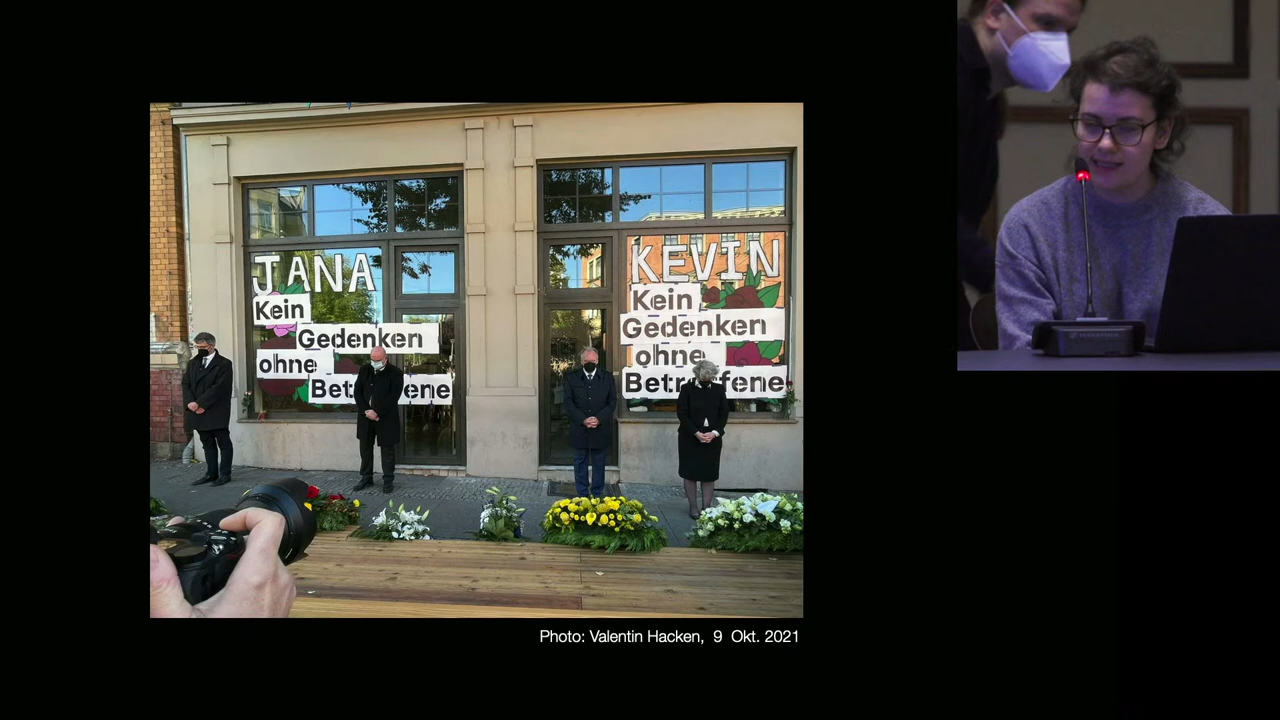 JANA
Kein
Gedenken
ohne
KEVIN
Kein
Gedenken
ohne
Photo: Valentin Hacken, 9 Okt. 2021